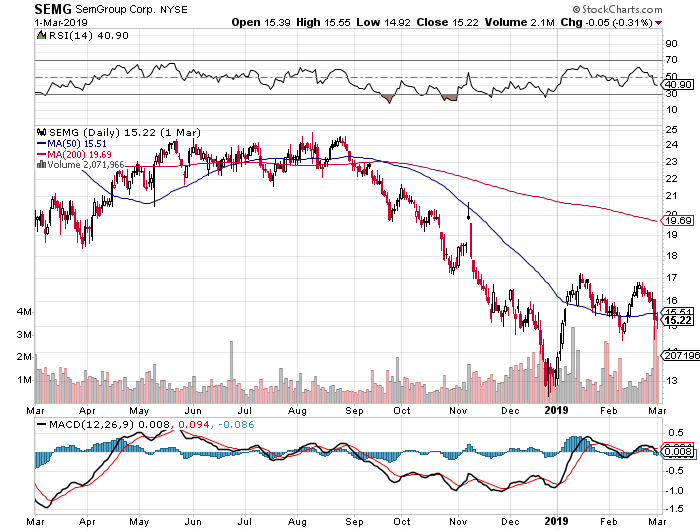 SEMG SemGroup Corp. NYSE © StockCharts.com
1-Mar-2019 Open 15.39 High 15.55 Low 14.92 Close 15.22 Volume 2.1M Chg -0.05 (-0.31%)
RSI(14) 40.90
90
70
50
40.90
30
10
SEMG (Daily) 15.22 (1 Mar)
MA(50) 15.51
MA(200) 19.69
Volume 2,071,966
25
24
23
22
21
20
19.69
18
17
16
15.51
15.22
14
13
4M
3M
2M
1M
Mar Apr May Jun Jul Aug Sep Oct Nov Dec 2019 Feb Mar
MACD(12,26,9) 0.008, 0.094, -0.086
0.5
0.008
-0.5
-1.0
-1.5
Mar Apr May Jun Jul Aug Sep Oct Nov Dec 2019 Feb Mar